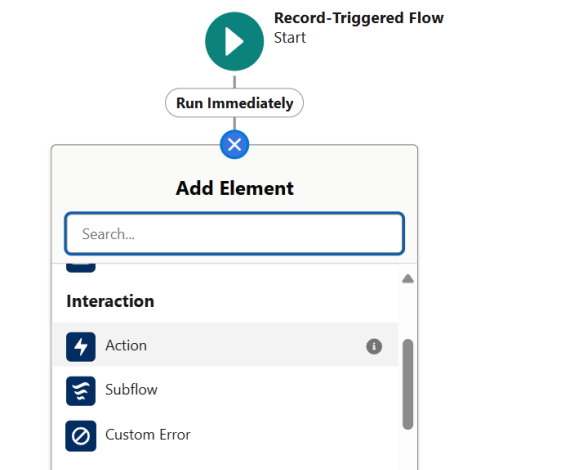 Record-Triggered Flow
Start
Run Immediately
Add Element
Search...
Interaction
Action
Subflow
Custom Error